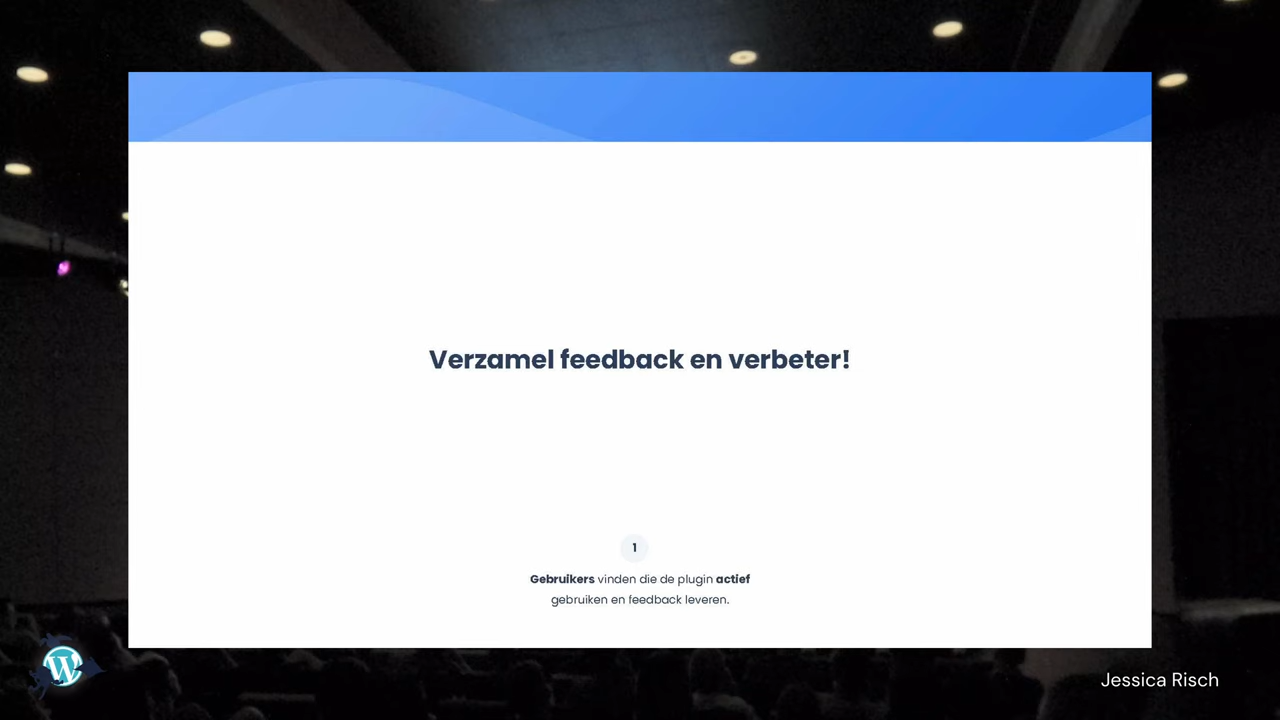 Verzamel feedback en verbeter!
1
Gebruikers vinden die de plugin actief
gebruiken en feedback leveren.
Jessica Risch